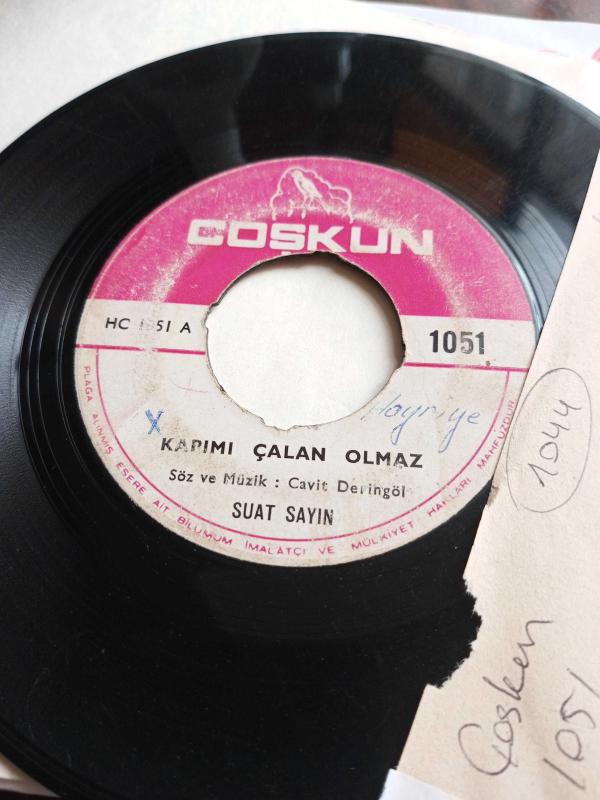 COŞKUN
HC 1051 A
1051
Hayriye
X
KAPIMI ÇALAN OLMAZ
Söz ve Müzik : Cavit Deringöl
SUAT SAYIN
PLAĞA ALINMIŞ ESERE AİT BİLUMUM İMALATÇI VE MÜLKİYET HAKLARI MAHFUZDUR
1044
Çoşkun
1051